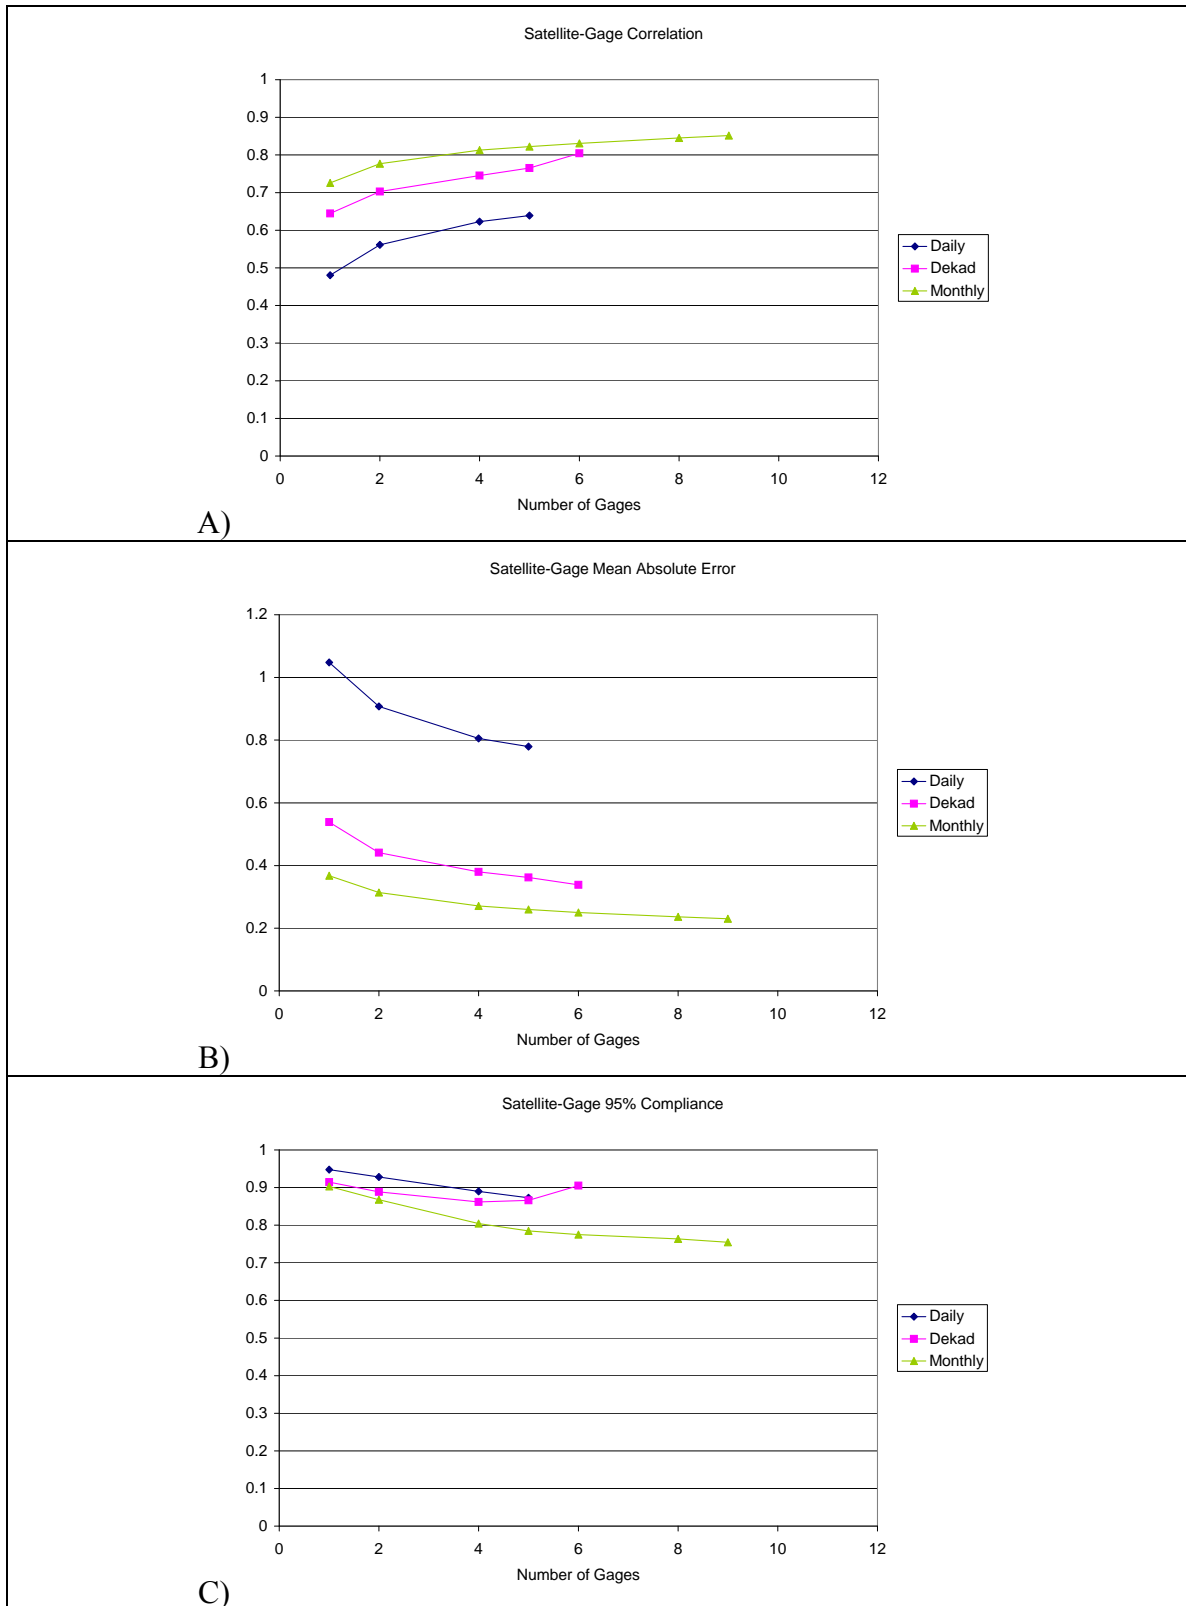 Satellite-Gage Correlation
1
0.9
0.8
0.7
0.6
0.5
0.4
0.3
0.2
0.1
0
0 2 4 6 8 10 12
Number of Gages
Daily
Dekad
Monthly
A)
Satellite-Gage Mean Absolute Error
1.2
1
0.8
0.6
0.4
0.2
0
0 2 4 6 8 10 12
Number of Gages
Daily
Dekad
Monthly
B)
Satellite-Gage 95% Compliance
1
0.9
0.8
0.7
0.6
0.5
0.4
0.3
0.2
0.1
0
0 2 4 6 8 10 12
Number of Gages
Daily
Dekad
Monthly
C)